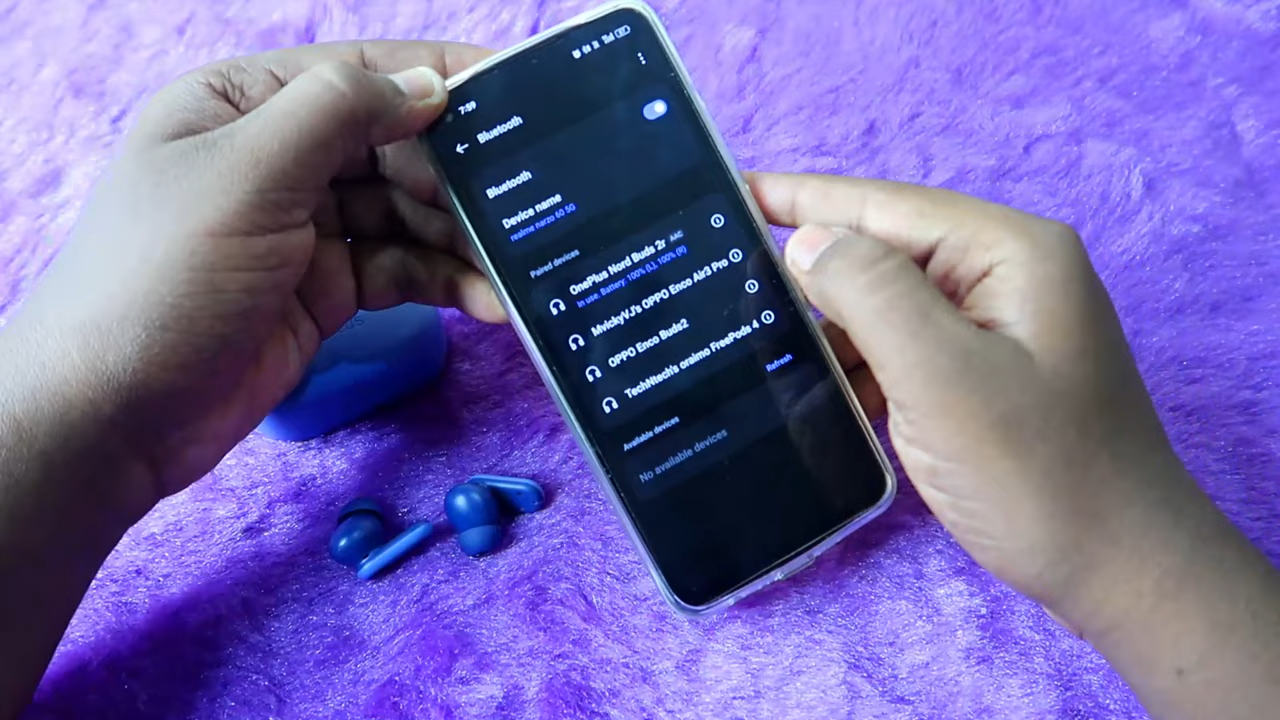 7:59
Bluetooth
Bluetooth
Device name
realme narzo 60 5G
Paired devices
OnePlus Nord Buds 2r AAC
In use. Battery: 100% (L), 100% (R)
MvickyVJ's OPPO Enco Air3 Pro
OPPO Enco Buds2
TechNtech's oraimo FreePods 4
Refresh
Available devices
No available devices